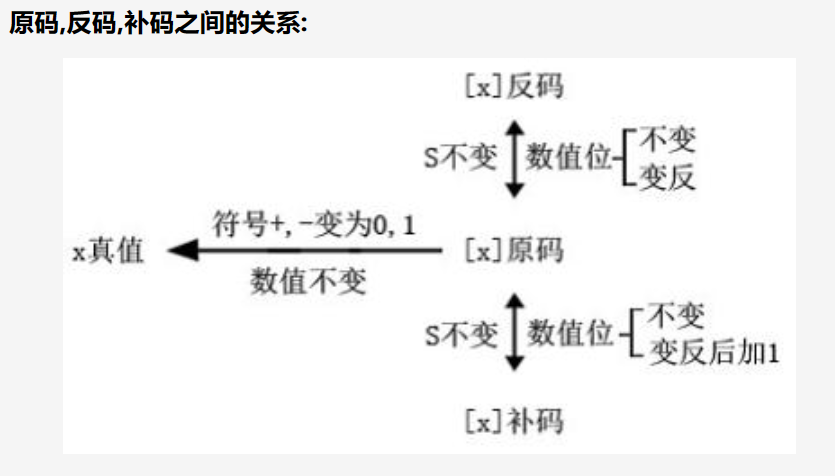 原码,反码,补码之间的关系:
[x]反码
S不变
数值位
不变
变反
符号+,-变为0,1
x真值
[x]原码
数值不变
S不变
数值位
不变
变反后加1
[x]补码